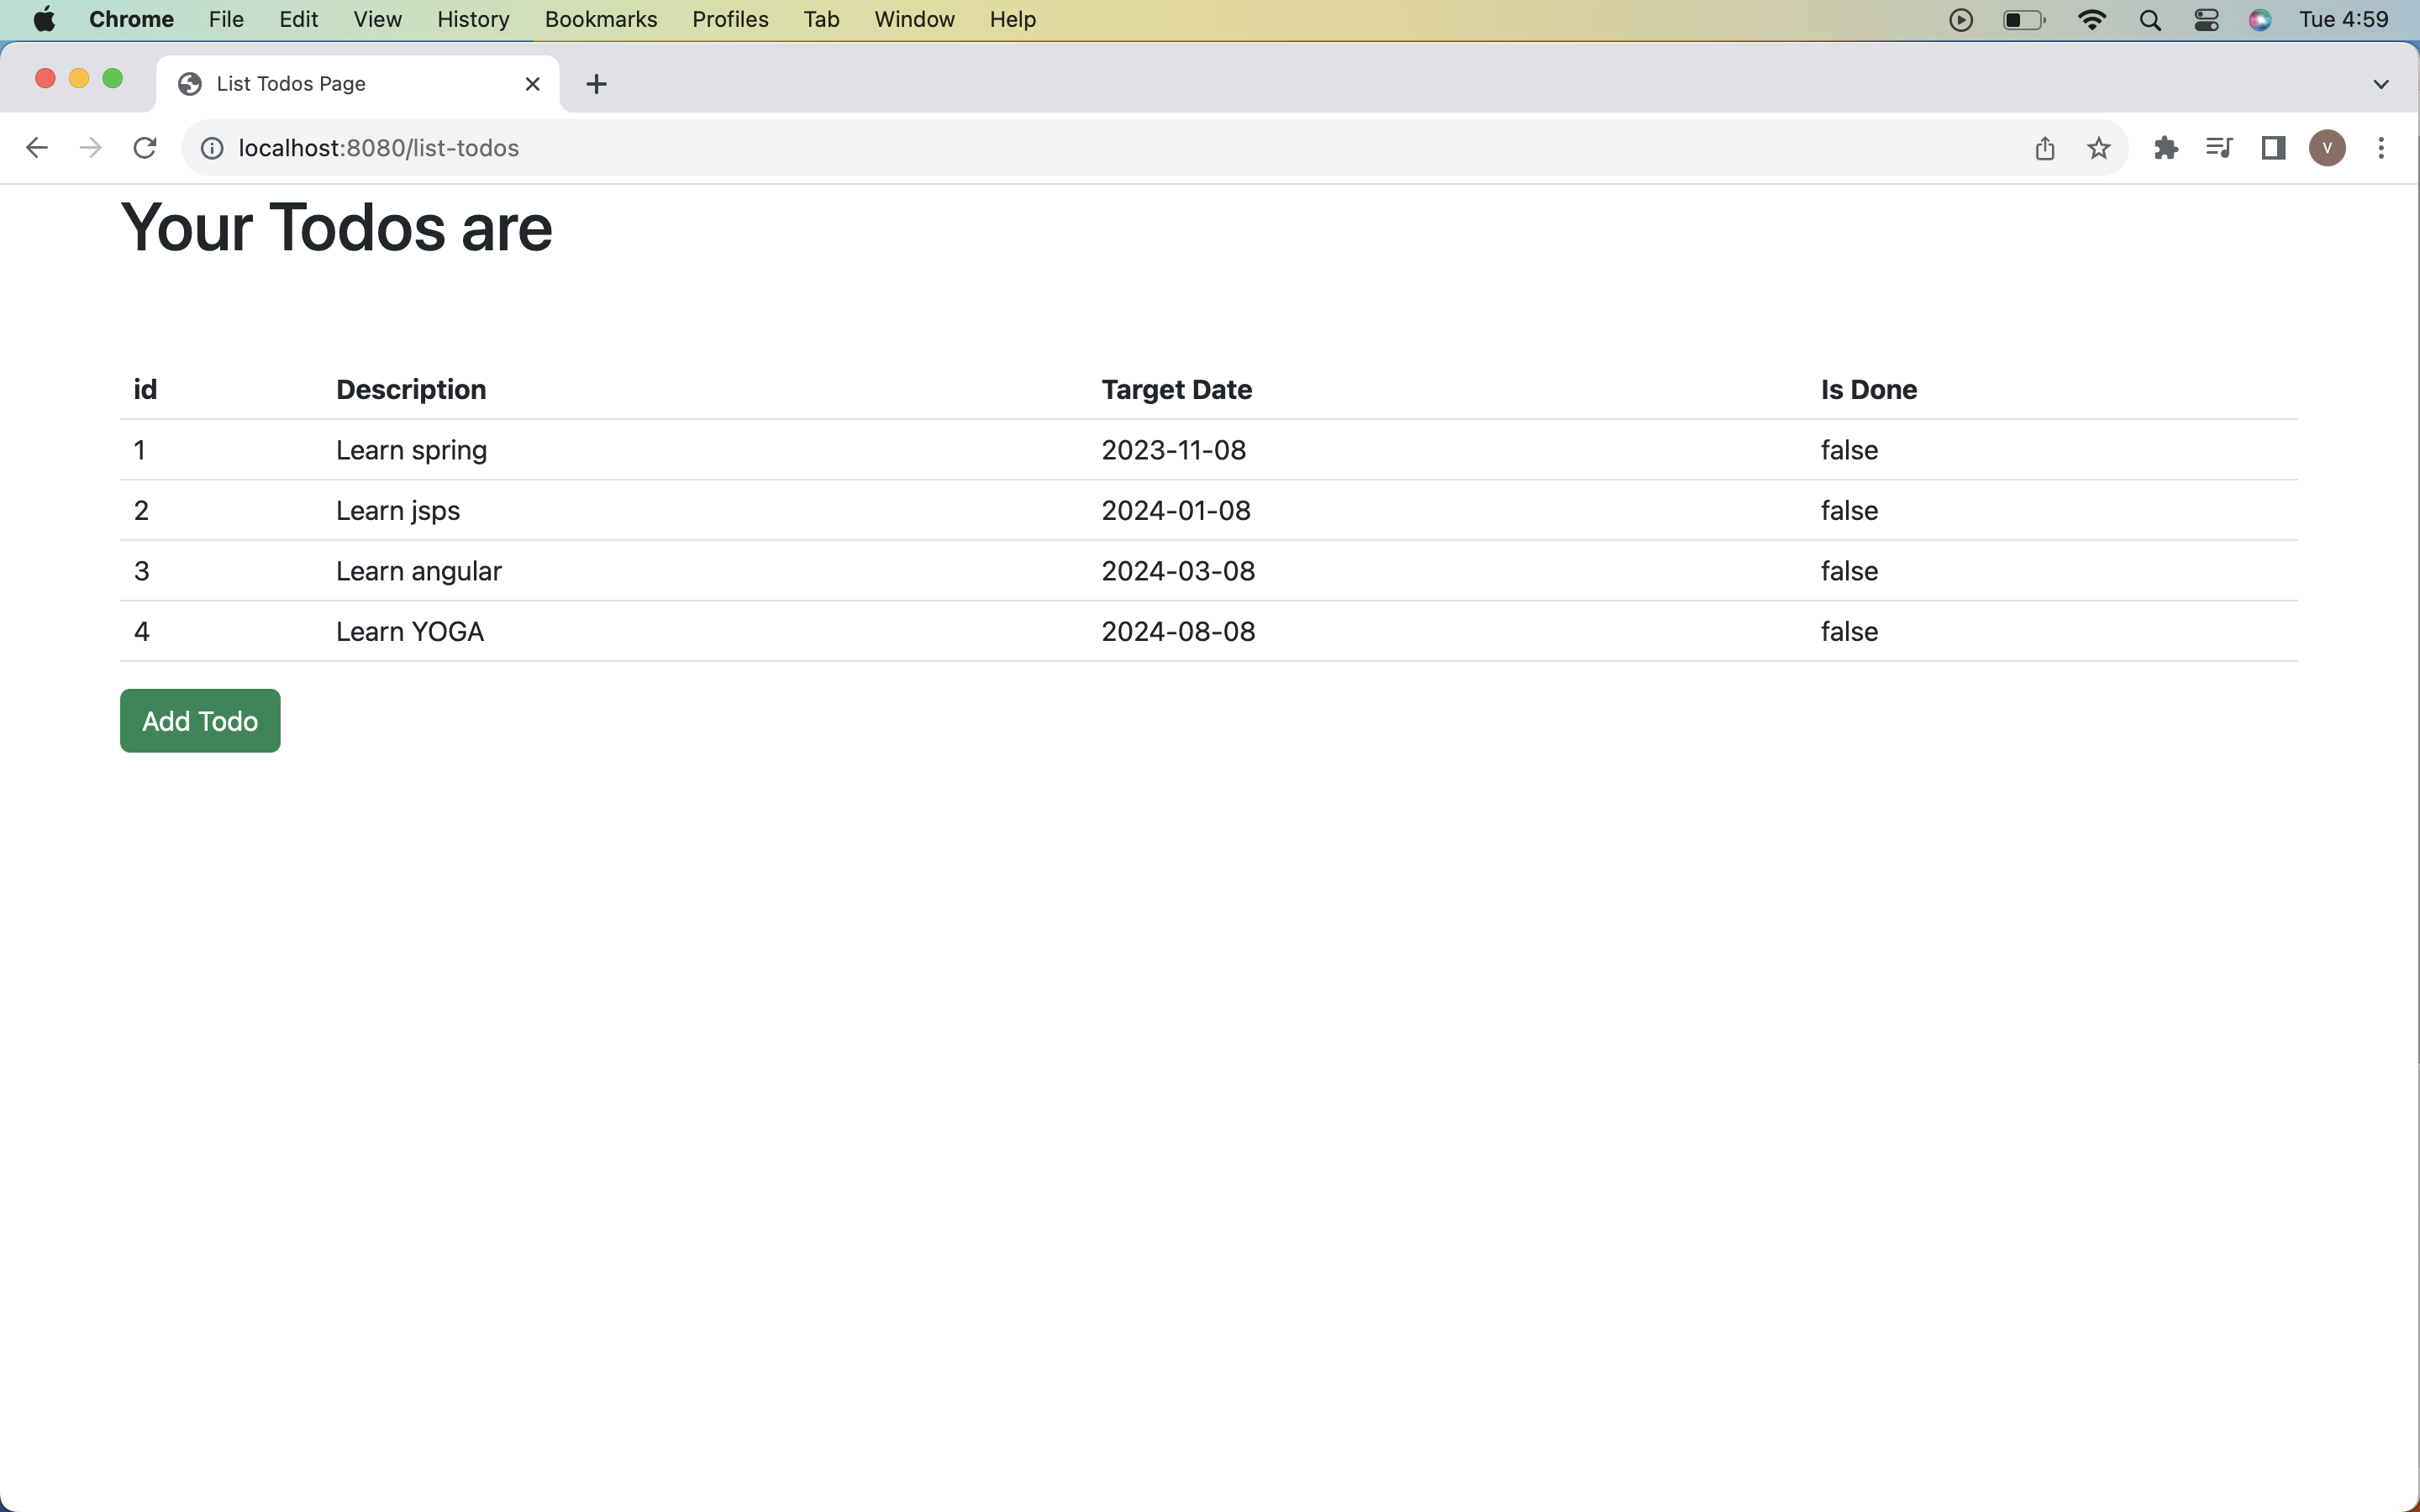 Chrome File Edit View History Bookmarks Profiles Tab Window Help Tue 4:59
List Todos Page
localhost:8080/list-todos V
Your Todos are
id Description Target Date Is Done
1 Learn spring 2023-11-08 false
2 Learn jsps 2024-01-08 false
3 Learn angular 2024-03-08 false
4 Learn YOGA 2024-08-08 false
Add Todo